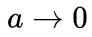 a → 0